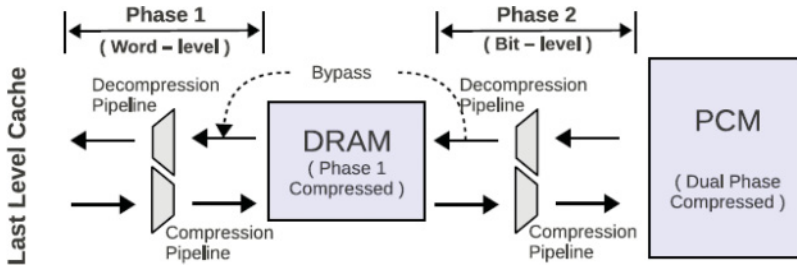 Phase 1
( Word – level )
Phase 2
( Bit – level )
Last Level Cache
Decompression
Pipeline
Bypass
Decompression
Pipeline
DRAM
( Phase 1
Compressed )
PCM
( Dual Phase
Compressed )
Compression
Pipeline
Compression
Pipeline